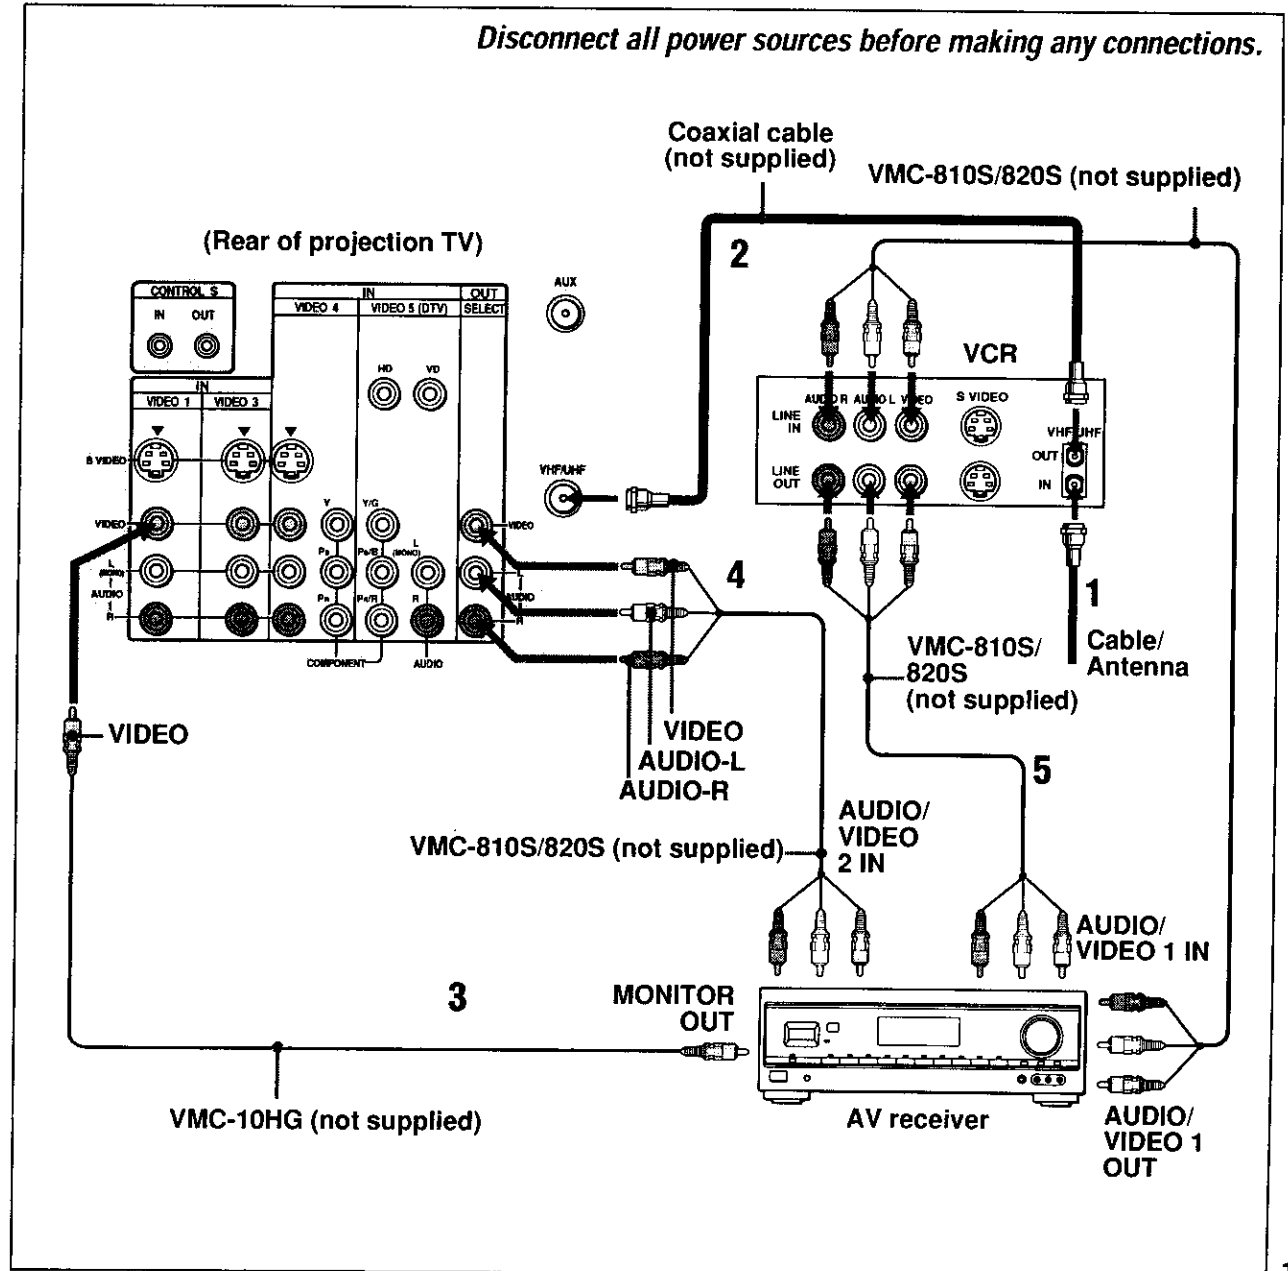 Disconnect all power sources before making any connections.
Coaxial cable
(not supplied)
VMC-810S/820S (not supplied)
(Rear of projection TV)
2
CONTROL S
IN OUT
IN OUT
VIDEO 4 VIDEO 5 (DTV) SELECT
AUX
HD VD
IN
VIDEO 1 VIDEO 3
VCR
AUDIO R AUDIO L VIDEO S VIDEO
LINE
IN
VHF/UHF
OUT
LINE
OUT
IN
S VIDEO
VHF/UHF
VIDEO
Y Y/G
VIDEO
L
(MONO)
AUDIO
R
PB PB/B L
(MONO)
PR PR/R R
L
AUDIO
R
COMPONENT AUDIO
4
1
Cable/
Antenna
VMC-810S/
820S
(not supplied)
VIDEO
VIDEO
AUDIO-L
AUDIO-R
5
AUDIO/
VIDEO
2 IN
VMC-810S/820S (not supplied)
AUDIO/
VIDEO 1 IN
3
MONITOR
OUT
VMC-10HG (not supplied)
AV receiver
AUDIO/
VIDEO 1
OUT